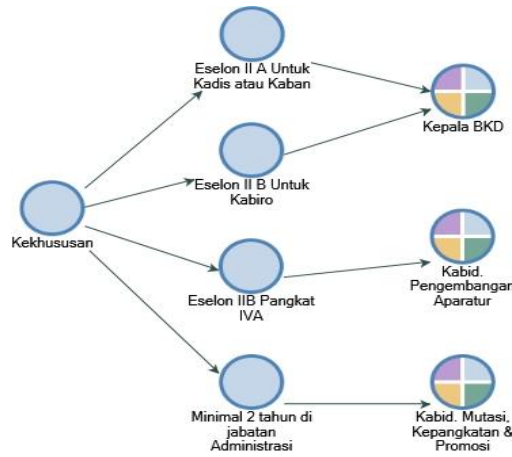 Eselon II A Untuk
Kadis atau Kaban
Kepala BKD
Eselon II B Untuk
Kabiro
Kekhususan
Eselon IIB Pangkat
IVA
Kabid.
Pengembangan
Aparatur
Minimal 2 tahun di
jabatan
Administrasi
Kabid. Mutasi,
Kepangkatan &
Promosi